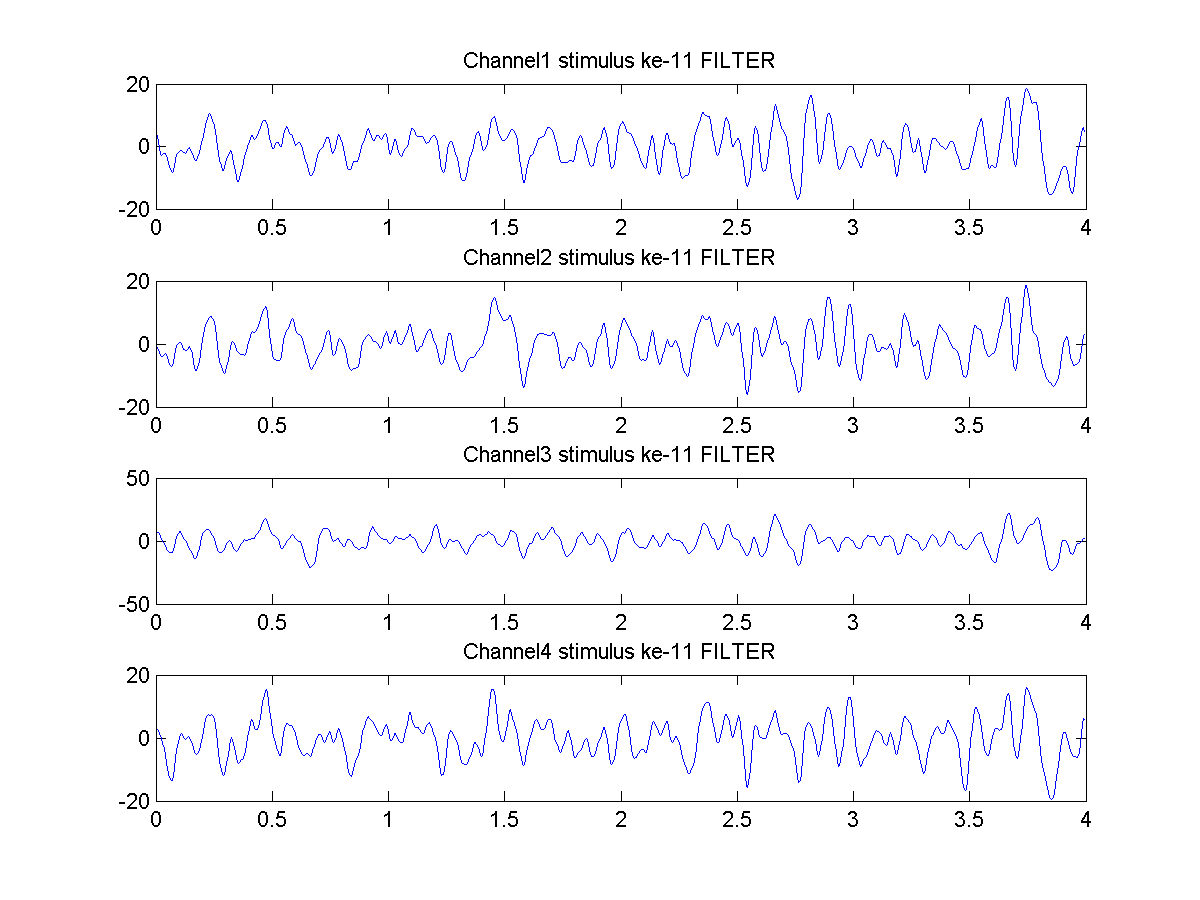 Channel1 stimulus ke-11 FILTER
20
0
-20
0 0.5 1 1.5 2 2.5 3 3.5 4
Channel2 stimulus ke-11 FILTER
20
0
-20
0 0.5 1 1.5 2 2.5 3 3.5 4
Channel3 stimulus ke-11 FILTER
50
0
-50
0 0.5 1 1.5 2 2.5 3 3.5 4
Channel4 stimulus ke-11 FILTER
20
0
-20
0 0.5 1 1.5 2 2.5 3 3.5 4